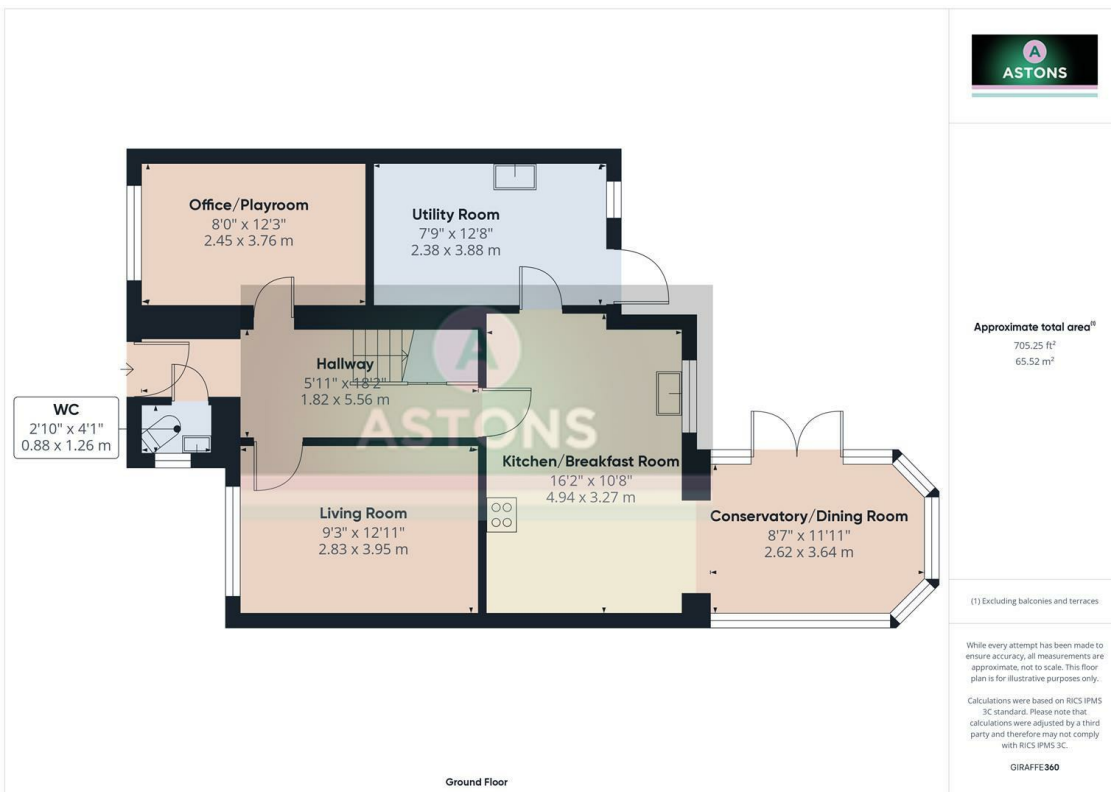 A
ASTONS
Office/Playroom
8'0" x 12'3"
2.45 x 3.76 m
Utility Room
7'9" x 12'8"
2.38 x 3.88 m
Hallway
5'11" x 18'2"
1.82 x 5.56 m
A
ASTONS
WC
2'10" x 4'1"
0.88 x 1.26 m
Kitchen/Breakfast Room
16'2" x 10'8"
4.94 x 3.27 m
Living Room
9'3" x 12'11"
2.83 x 3.95 m
Conservatory/Dining Room
8'7" x 11'11"
2.62 x 3.64 m
Ground Floor
Approximate total area⁽¹⁾
705.25 ft²
65.52 m²
(1) Excluding balconies and terraces
While every attempt has been made to
ensure accuracy, all measurements are
approximate, not to scale. This floor
plan is for illustrative purposes only.
Calculations were based on RICS IPMS
3C standard. Please note that
calculations were adjusted by a third
party and therefore may not comply
with RICS IPMS 3C.
GIRAFFE360